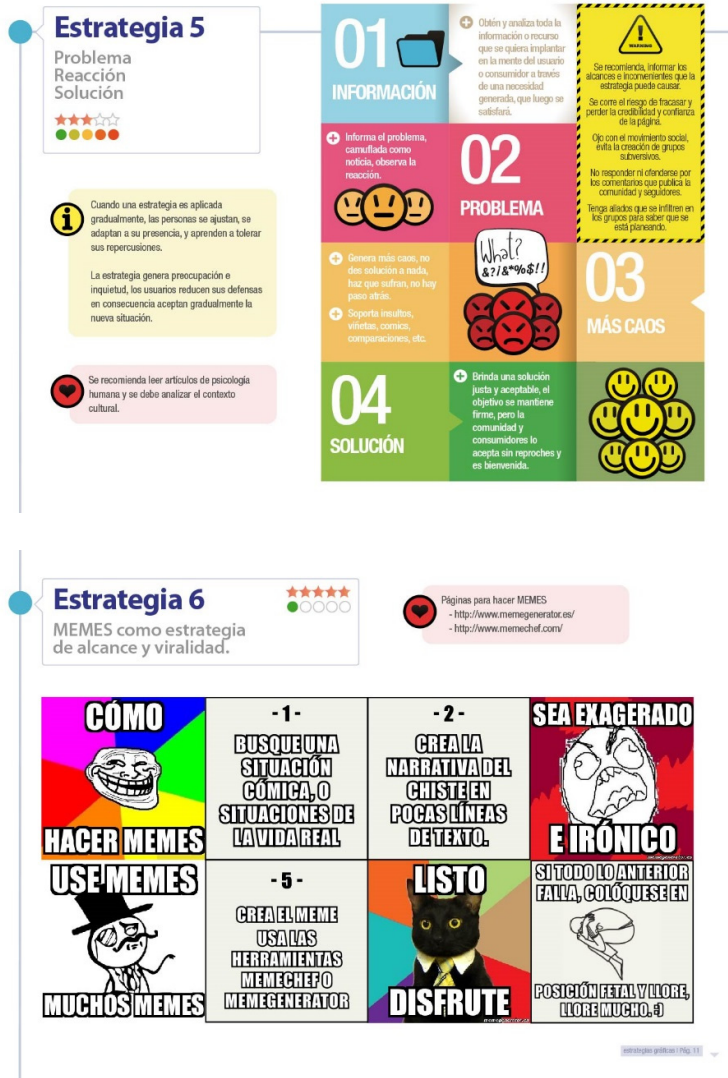 Estrategia 5
Problema
Reacción
Solución
Cuando una estrategia es aplicada
gradualmente, las personas se ajustan, se
adaptan a su presencia, y aprenden a tolerar
sus repercusiones.
La estrategia genera preocupación e
inquietud, los usuarios reducen sus defensas
en consecuencia aceptan gradualmente la
nueva situación.
Se recomienda leer artículos de psicología
humana y se debe analizar el contexto
cultural.
01
INFORMACIÓN
Obtén y analiza toda la
información o recurso
que se quiera implantar
en la mente del usuario
o consumidor a través
de una necesidad
generada, que luego se
satisfará.
WARNING
Se recomienda, informar los
alcances e inconvenientes que la
estrategia puede causar.
Se corre el riesgo de fracasar y
perder la credibilidad y confianza
de la página.
Ojo con el movimiento social,
evita la creación de grupos
subversivos.
No responder ni ofenderse por
los comentarios que publica la
comunidad y seguidores.
Tenga aliados que se infiltren en
los grupos para saber que se
está planeando.
Informa el problema,
camuflada como
noticia, observa la
reacción.
02
PROBLEMA
Genera más caos, no
des solución a nada,
haz que sufran, no hay
paso atrás.
Soporta insultos,
viñetas, comics,
comparaciones, etc.
What?
&?/&*%$!!
03
MÁS CAOS
04
SOLUCIÓN
Brinda una solución
justa y aceptable, el
objetivo se mantiene
firme, pero la
comunidad y
consumidores lo
acepta sin reproches y
es bienvenida.
Estrategia 6
MEMES como estrategia
de alcance y viralidad.
Páginas para hacer MEMES
- http://www.memegenerator.es/
- http://www.memechef.com/
CÓMO
HACER MEMES
- 1 -
BUSQUE UNA
SITUACIÓN
CÓMICA, O
SITUACIONES DE
LA VIDA REAL
- 2 -
CREA LA
NARRATIVA DEL
CHISTE EN
POCAS LÍNEAS
DE TEXTO.
SEA EXAGERADO
E IRÓNICO
USE MEMES
MUCHOS MEMES
- 5 -
CREA EL MEME
USA LAS
HERRAMIENTAS
MEMECHEF O
MEMEGENERATOR
LISTO
DISFRUTE
SI TODO LO ANTERIOR
FALLA, COLÓQUESE EN
POSICIÓN FETAL Y LLORE,
LLORE MUCHO. =)
estrategias gráficas / Pág. 11